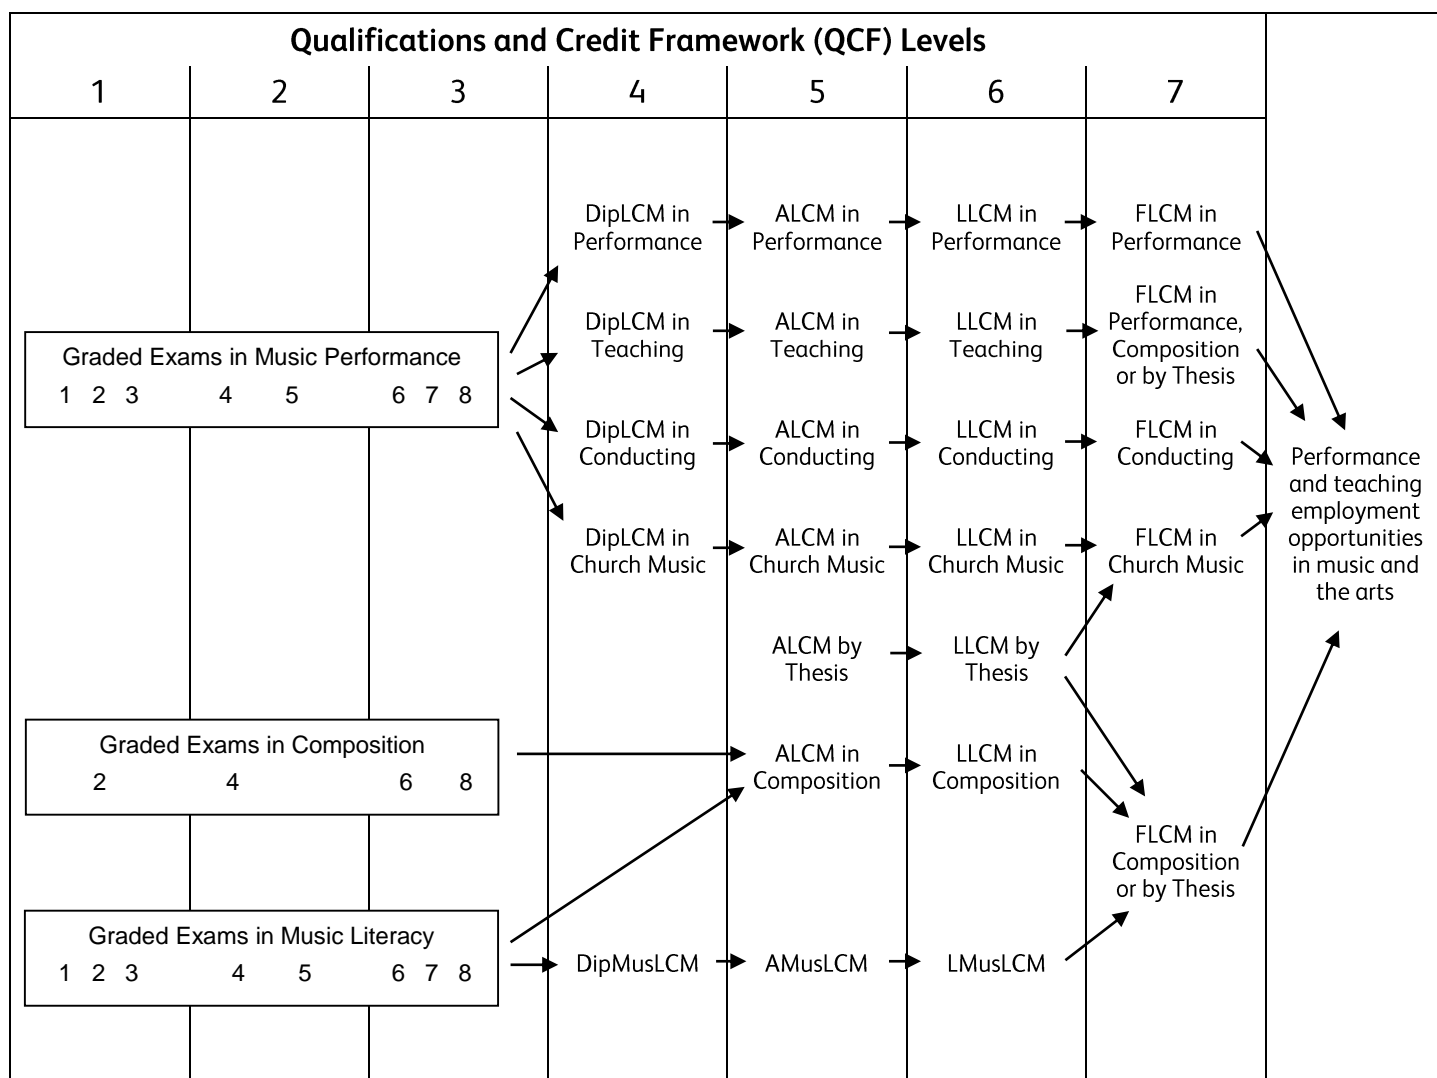 Qualifications and Credit Framework (QCF) Levels
1 2 3 4 5 6 7
DipLCM in
Performance
ALCM in
Performance
LLCM in
Performance
FLCM in
Performance
Graded Exams in Music Performance
1 2 3 4 5 6 7 8
DipLCM in
Teaching
ALCM in
Teaching
LLCM in
Teaching
FLCM in
Performance,
Composition
or by Thesis
DipLCM in
Conducting
ALCM in
Conducting
LLCM in
Conducting
FLCM in
Conducting
DipLCM in
Church Music
ALCM in
Church Music
LLCM in
Church Music
FLCM in
Church Music
Performance
and teaching
employment
opportunities
in music and
the arts
ALCM by
Thesis
LLCM by
Thesis
Graded Exams in Composition
2 4 6 8
ALCM in
Composition
LLCM in
Composition
FLCM in
Composition
or by Thesis
Graded Exams in Music Literacy
1 2 3 4 5 6 7 8
DipMusLCM
AMusLCM
LMusLCM